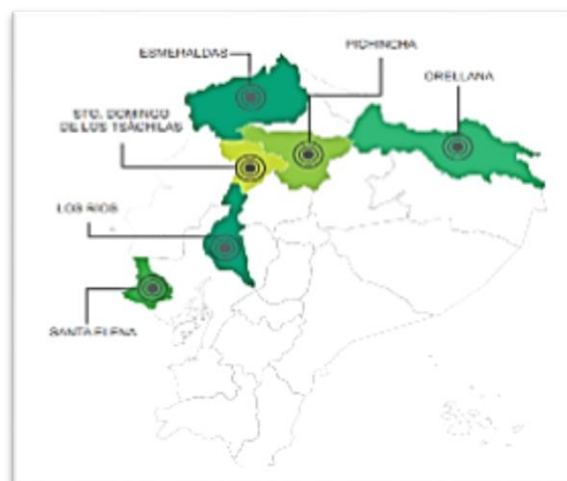 ESMERALDAS
PICHINCHA
ORELLANA
STO. DOMINGO
DE LOS TSÁCHILAS
LOS RIOS
SANTA ELENA